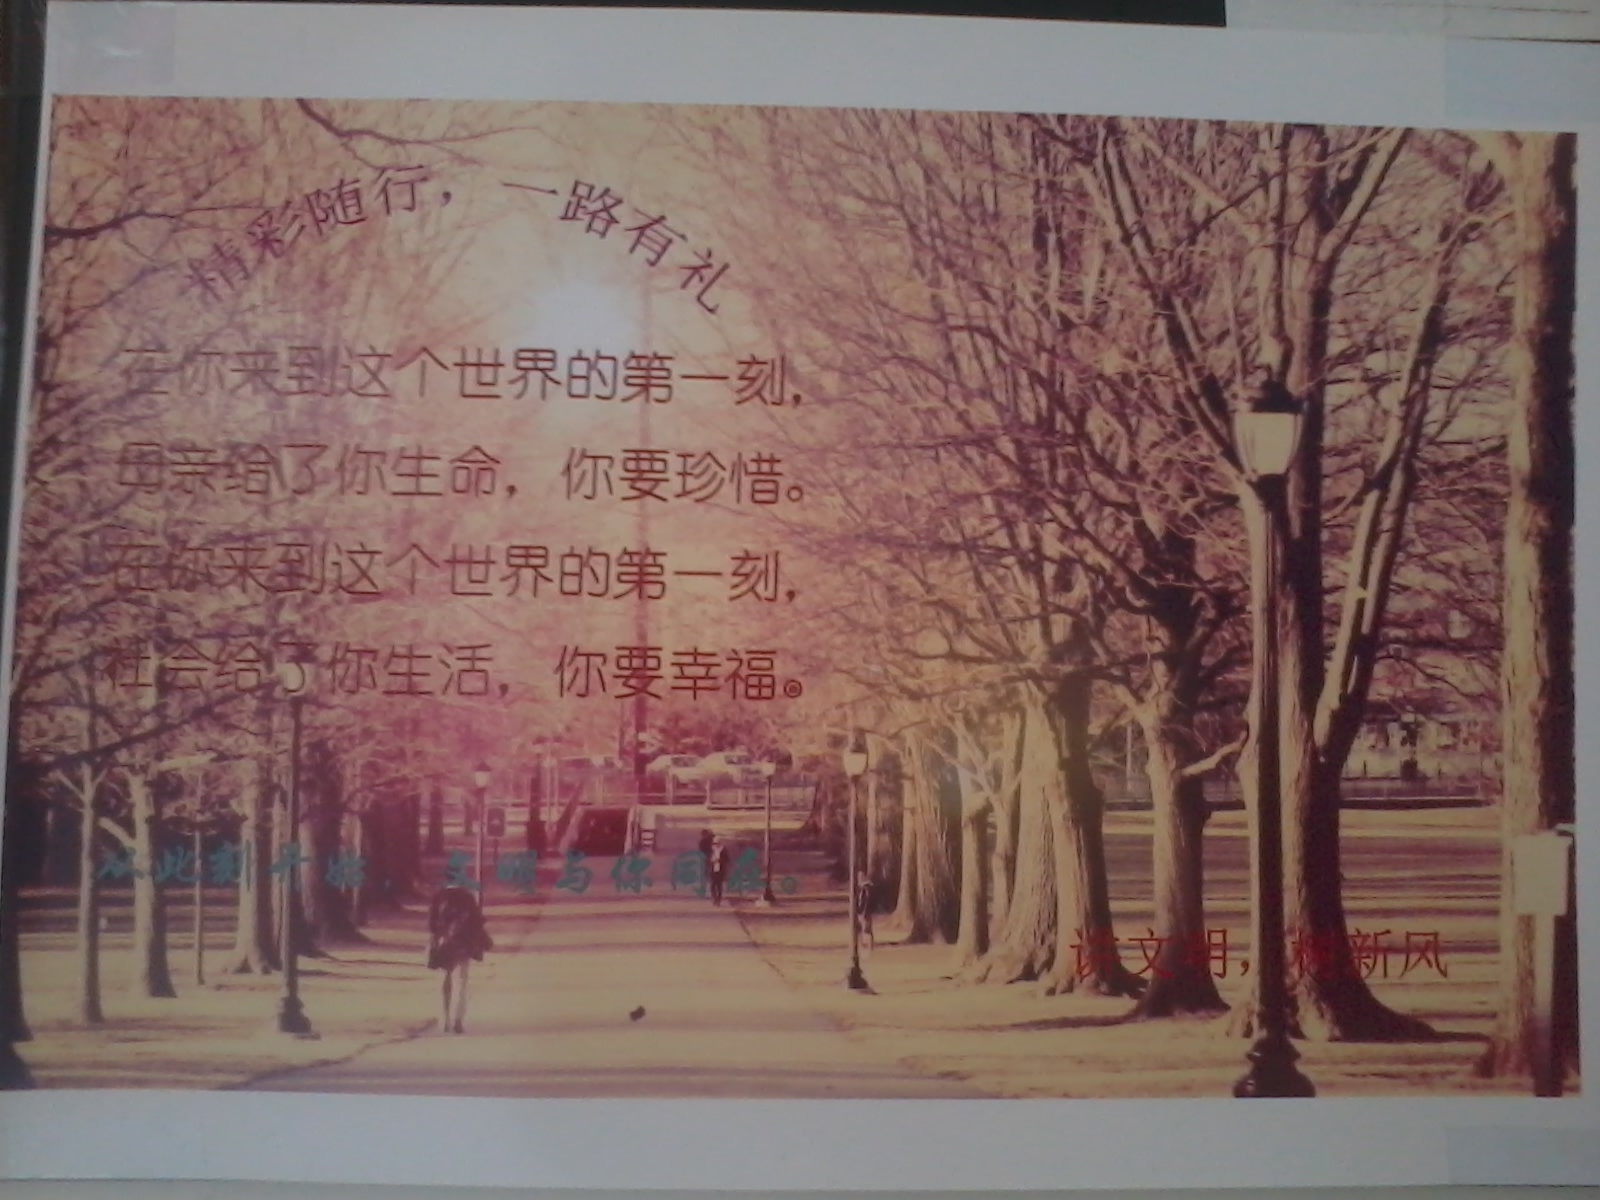 精彩随行，一路有礼
在你来到这个世界的第一刻，
母亲给了你生命，你要珍惜。
在你来到这个世界的第一刻，
社会给了你生活，你要幸福。
从此刻开始，文明与你同在。
讲文明，树新风